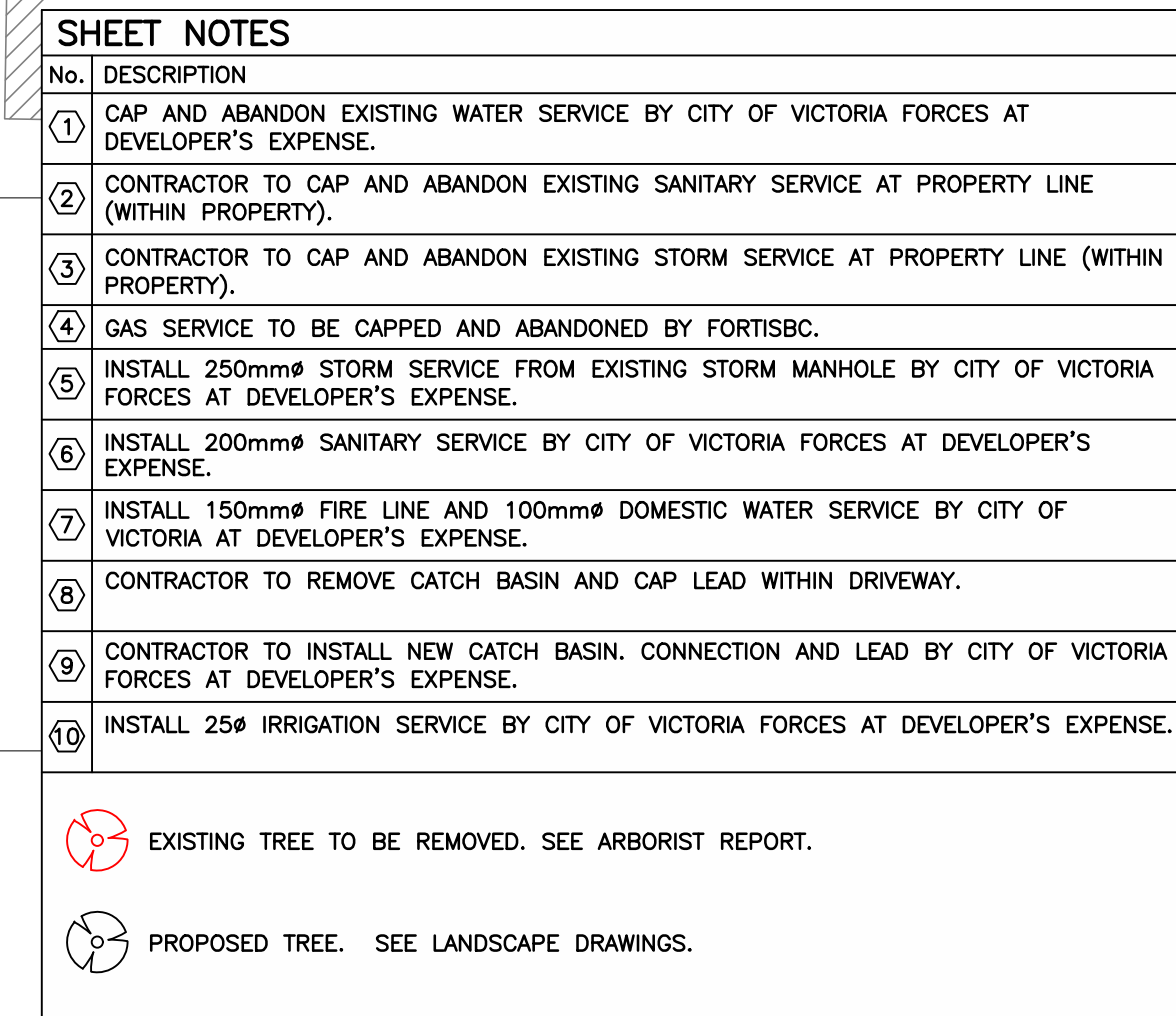 SHEET NOTES
No. DESCRIPTION
1 CAP AND ABANDON EXISTING WATER SERVICE BY CITY OF VICTORIA FORCES AT
DEVELOPER'S EXPENSE.
2 CONTRACTOR TO CAP AND ABANDON EXISTING SANITARY SERVICE AT PROPERTY LINE
(WITHIN PROPERTY).
3 CONTRACTOR TO CAP AND ABANDON EXISTING STORM SERVICE AT PROPERTY LINE (WITHIN
PROPERTY).
4 GAS SERVICE TO BE CAPPED AND ABANDONED BY FORTISBC.
5 INSTALL 250mmø STORM SERVICE FROM EXISTING STORM MANHOLE BY CITY OF VICTORIA
FORCES AT DEVELOPER'S EXPENSE.
6 INSTALL 200mmø SANITARY SERVICE BY CITY OF VICTORIA FORCES AT DEVELOPER'S
EXPENSE.
7 INSTALL 150mmø FIRE LINE AND 100mmø DOMESTIC WATER SERVICE BY CITY OF
VICTORIA AT DEVELOPER'S EXPENSE.
8 CONTRACTOR TO REMOVE CATCH BASIN AND CAP LEAD WITHIN DRIVEWAY.
9 CONTRACTOR TO INSTALL NEW CATCH BASIN. CONNECTION AND LEAD BY CITY OF VICTORIA
FORCES AT DEVELOPER'S EXPENSE.
10 INSTALL 25ø IRRIGATION SERVICE BY CITY OF VICTORIA FORCES AT DEVELOPER'S EXPENSE.
EXISTING TREE TO BE REMOVED. SEE ARBORIST REPORT.
PROPOSED TREE. SEE LANDSCAPE DRAWINGS.